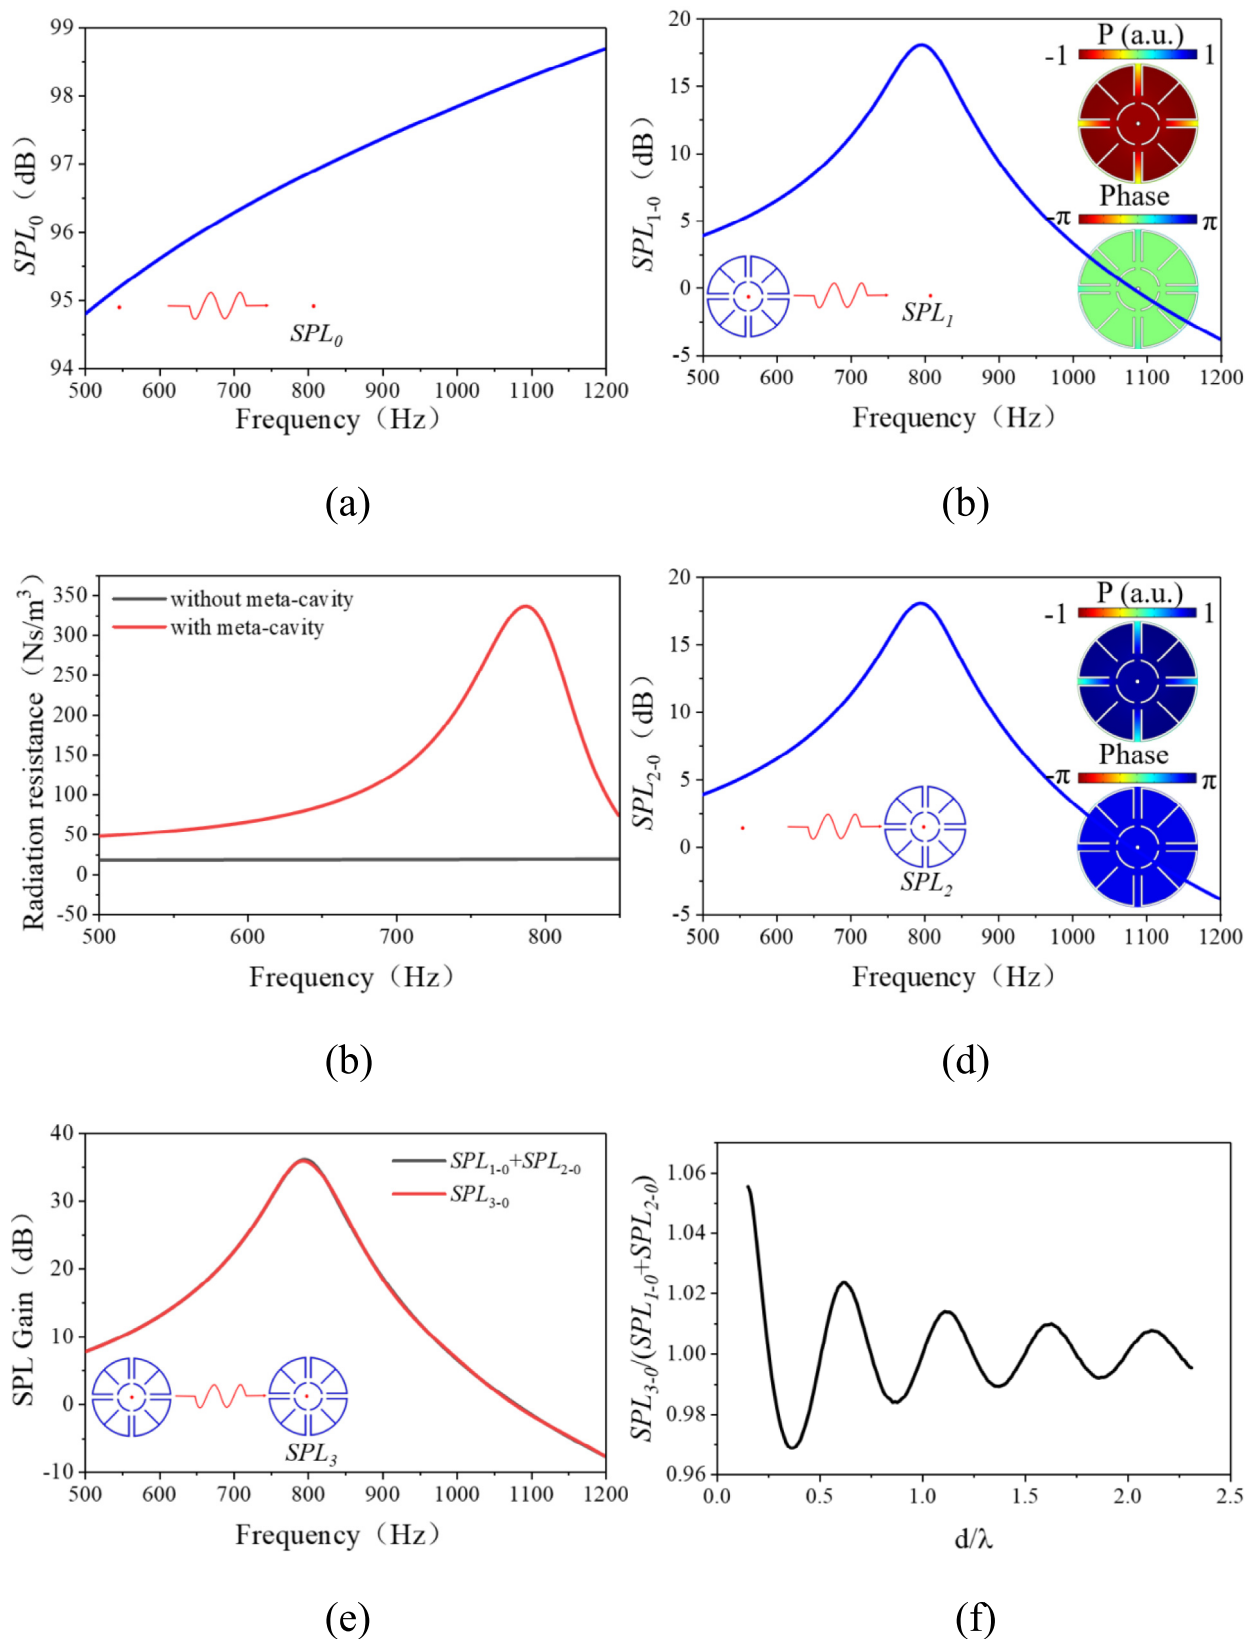 99
98
97
96
95
94
SPL0（dB）
SPL0
500 600 700 800 900 1000 1100 1200
Frequency（Hz）
(a)
20
15
10
5
0
-5
SPL1-0（dB）
P (a.u.)
-1 1
Phase
-π π
SPL1
500 600 700 800 900 1000 1100 1200
Frequency（Hz）
(b)
350
300
250
200
150
100
50
0
-50
Radiation resistance（Ns/m³）
without meta-cavity
with meta-cavity
500 600 700 800
Frequency（Hz）
(b)
20
15
10
5
0
-5
SPL2-0（dB）
P (a.u.)
-1 1
Phase
-π π
SPL2
500 600 700 800 900 1000 1100 1200
Frequency（Hz）
(d)
40
30
20
10
0
-10
SPL Gain（dB）
SPL1-0+SPL2-0
SPL3-0
SPL3
500 600 700 800 900 1000 1100 1200
Frequency（Hz）
(e)
1.06
1.04
1.02
1.00
0.98
0.96
SPL3-0/(SPL1-0+SPL2-0)
0.0 0.5 1.0 1.5 2.0 2.5
d/λ
(f)